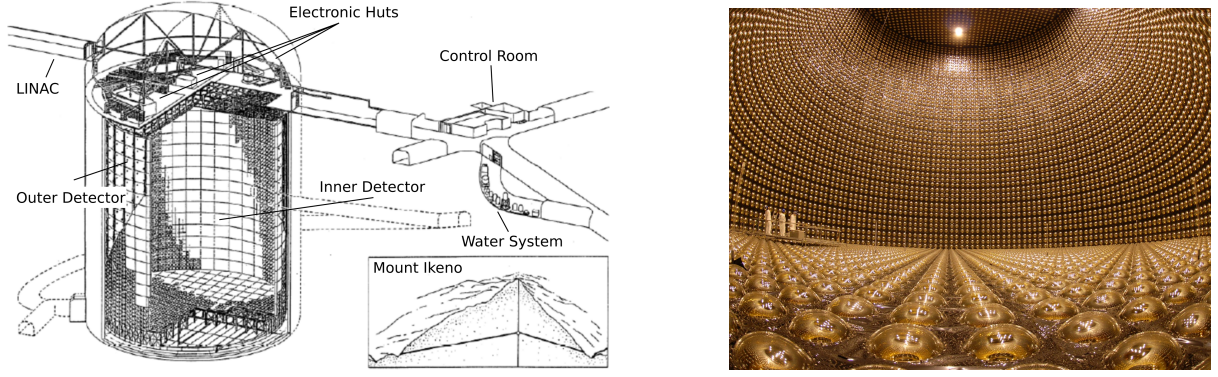 Electronic Huts
Control Room
LINAC
Outer Detector
Inner Detector
Water System
Mount Ikeno